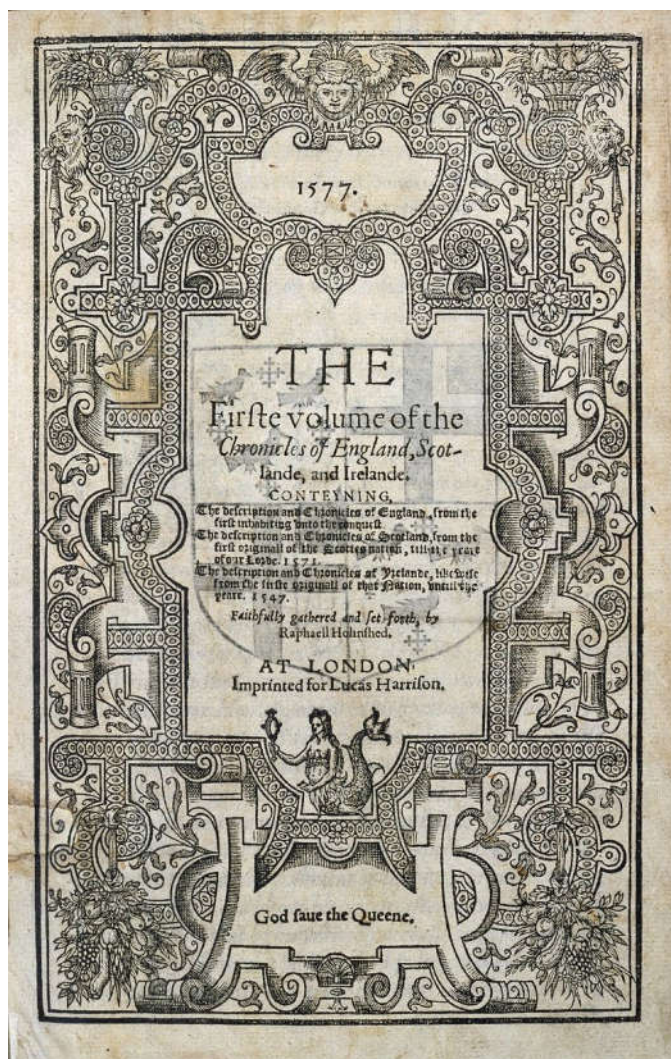 1577.
THE
Firſte volume of the
Chronicles of England, Scot-
lande, and Irelande.
CONTEYNING,
The deſcription and Chronicles of England, from the
firſt inhabiting vnto the conqueſt.
The deſcription and Chronicles of Scotland, from the
firſt originall of the Scottes nation, till the yeare
of our Lorde. 1571.
The deſcription and Chronicles of Yrelande, likewiſe
from the firſte originall of that Nation, vntill the
yeare. 1547.
Faithfully gathered and ſet forth, by
Raphaell Holinſhed.
AT LONDON,
Imprinted for Lucas Harriſon.
God ſaue the Queene.